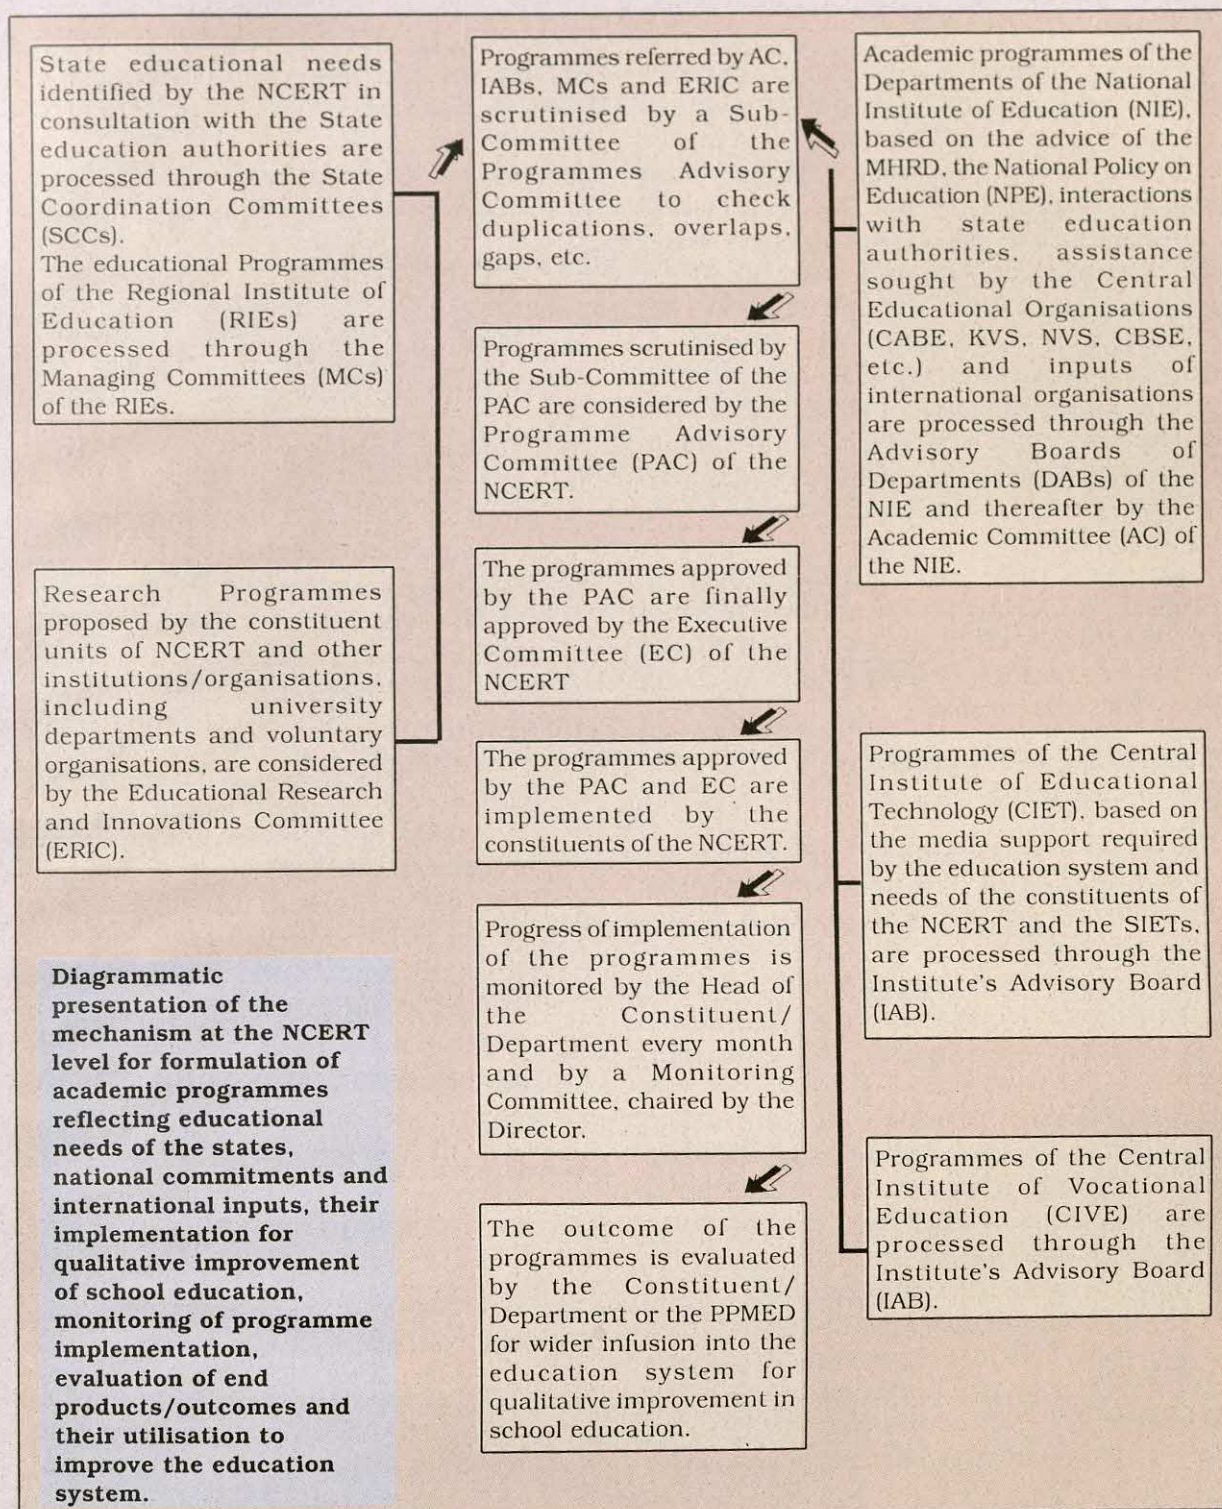 State educational needs
identified by the NCERT in
consultation with the State
education authorities are
processed through the State
Coordination Committees
(SCCs).
The educational Programmes
of the Regional Institute of
Education (RIEs) are
processed through the
Managing Committees (MCs)
of the RIEs.
Research Programmes
proposed by the constituent
units of NCERT and other
institutions/organisations,
including university
departments and voluntary
organisations, are considered
by the Educational Research
and Innovations Committee
(ERIC).
Diagrammatic
presentation of the
mechanism at the NCERT
level for formulation of
academic programmes
reflecting educational
needs of the states,
national commitments and
international inputs, their
implementation for
qualitative improvement
of school education,
monitoring of programme
implementation,
evaluation of end
products/outcomes and
their utilisation to
improve the education
system.
Programmes referred by AC,
IABs, MCs and ERIC are
scrutinised by a Sub-
Committee of the
Programmes Advisory
Committee to check
duplications, overlaps,
gaps, etc.
Programmes scrutinised by
the Sub-Committee of the
PAC are considered by the
Programme Advisory
Committee (PAC) of the
NCERT.
The programmes approved
by the PAC are finally
approved by the Executive
Committee (EC) of the
NCERT
The programmes approved
by the PAC and EC are
implemented by the
constituents of the NCERT.
Progress of implementation
of the programmes is
monitored by the Head of
the Constituent/
Department every month
and by a Monitoring
Committee, chaired by the
Director.
The outcome of the
programmes is evaluated
by the Constituent/
Department or the PPMED
for wider infusion into the
education system for
qualitative improvement in
school education.
Academic programmes of the
Departments of the National
Institute of Education (NIE),
based on the advice of the
MHRD, the National Policy on
Education (NPE), interactions
with state education
authorities, assistance
sought by the Central
Educational Organisations
(CABE, KVS, NVS, CBSE,
etc.) and inputs of
international organisations
are processed through the
Advisory Boards of
Departments (DABs) of the
NIE and thereafter by the
Academic Committee (AC) of
the NIE.
Programmes of the Central
Institute of Educational
Technology (CIET), based on
the media support required
by the education system and
needs of the constituents of
the NCERT and the SIETs,
are processed through the
Institute's Advisory Board
(IAB).
Programmes of the Central
Institute of Vocational
Education (CIVE) are
processed through the
Institute's Advisory Board
(IAB).